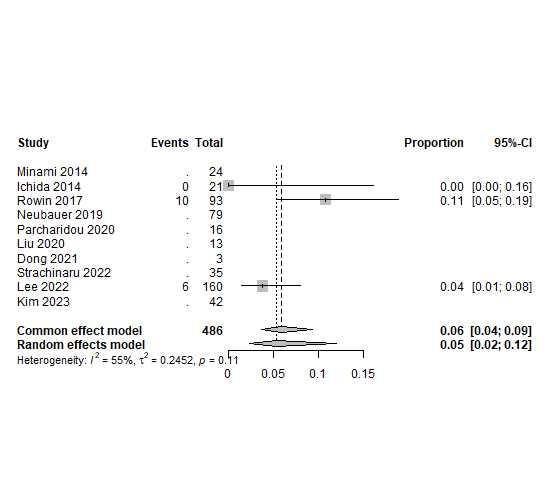 Study Events Total Proportion 95%-CI
Minami 2014 . 24
Ichida 2014 0 21 0.00 [0.00; 0.16]
Rowin 2017 10 93 0.11 [0.05; 0.19]
Neubauer 2019 . 79
Parcharidou 2020 . 16
Liu 2020 . 13
Dong 2021 . 3
Strachinaru 2022 . 35
Lee 2022 6 160 0.04 [0.01; 0.08]
Kim 2023 . 42
Common effect model 486 0.06 [0.04; 0.09]
Random effects model 0.05 [0.02; 0.12]
Heterogeneity: I² = 55%, τ² = 0.2452, p = 0.11
0 0.05 0.1 0.15